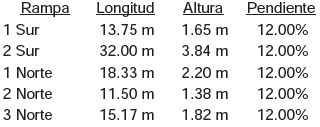 Rampa Longitud Altura Pendiente
1 Sur 13.75 m 1.65 m 12.00%
2 Sur 32.00 m 3.84 m 12.00%
1 Norte 18.33 m 2.20 m 12.00%
2 Norte 11.50 m 1.38 m 12.00%
3 Norte 15.17 m 1.82 m 12.00%